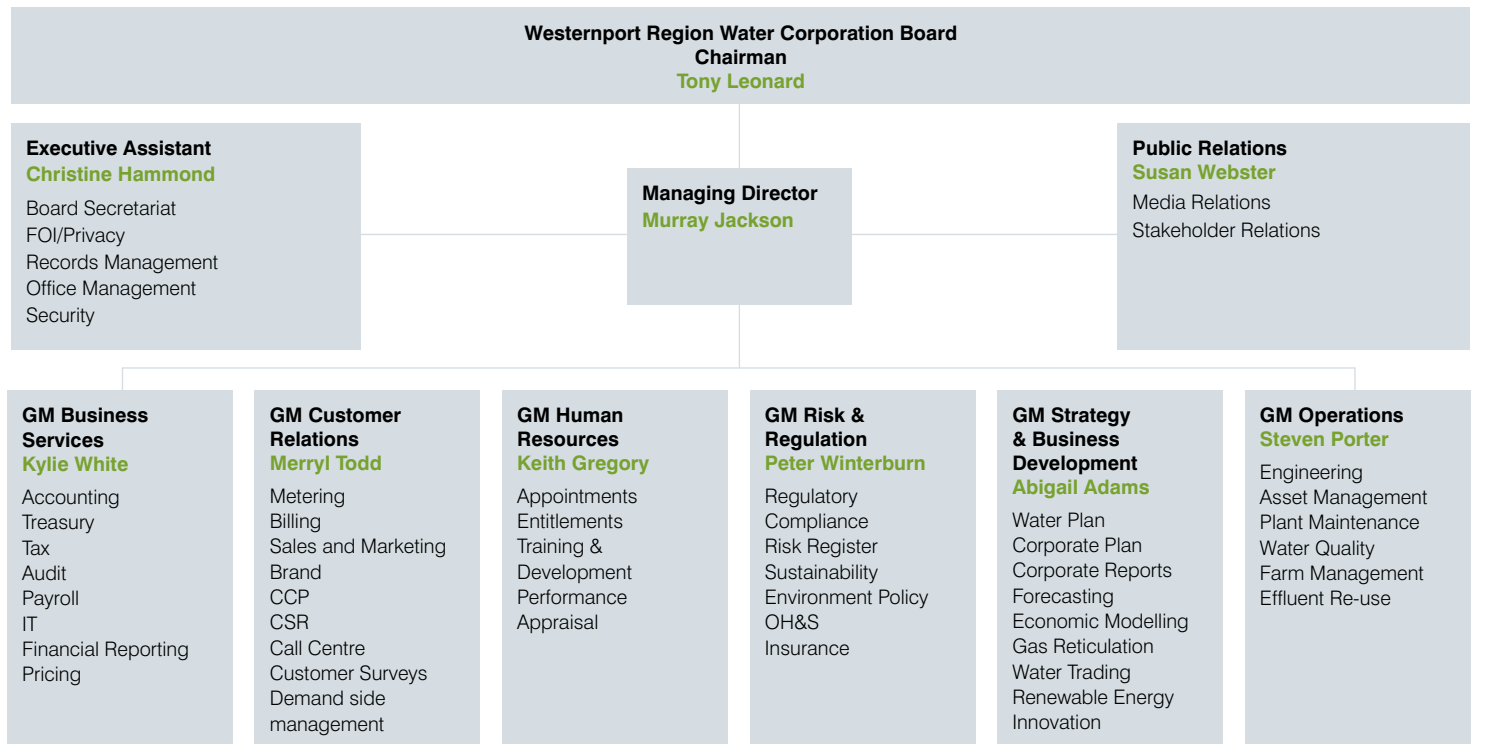 Westernport Region Water Corporation Board
Chairman
Tony Leonard
Executive Assistant
Christine Hammond
Board Secretariat
FOI/Privacy
Records Management
Office Management
Security
Managing Director
Murray Jackson
Public Relations
Susan Webster
Media Relations
Stakeholder Relations
GM Business
Services
Kylie White
Accounting
Treasury
Tax
Audit
Payroll
IT
Financial Reporting
Pricing
GM Customer
Relations
Merryl Todd
Metering
Billing
Sales and Marketing
Brand
CCP
CSR
Call Centre
Customer Surveys
Demand side
management
GM Human
Resources
Keith Gregory
Appointments
Entitlements
Training &
Development
Performance
Appraisal
GM Risk &
Regulation
Peter Winterburn
Regulatory
Compliance
Risk Register
Sustainability
Environment Policy
OH&S
Insurance
GM Strategy
& Business
Development
Abigail Adams
Water Plan
Corporate Plan
Corporate Reports
Forecasting
Economic Modelling
Gas Reticulation
Water Trading
Renewable Energy
Innovation
GM Operations
Steven Porter
Engineering
Asset Management
Plant Maintenance
Water Quality
Farm Management
Effluent Re-use